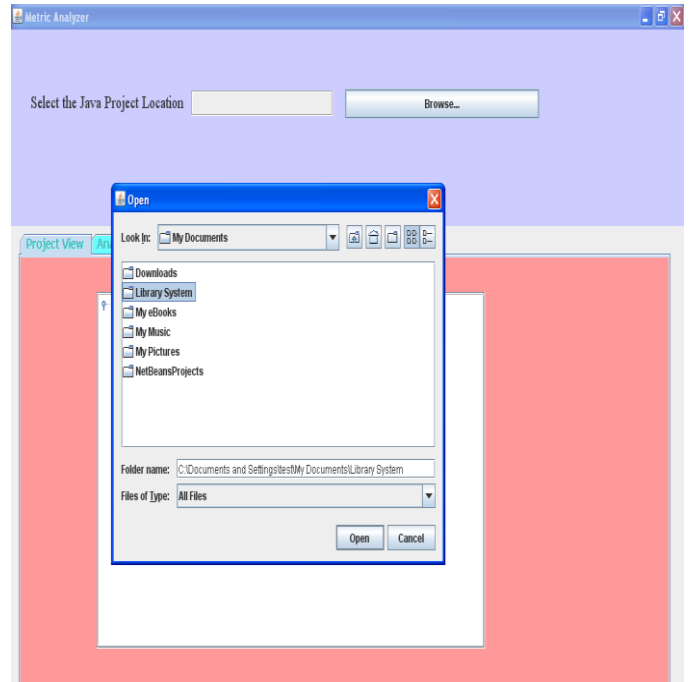 Metric Analyzer
Select the Java Project Location
Browse...
Open
Look In: My Documents
Project View
Downloads
Library System
My eBooks
My Music
My Pictures
NetBeansProjects
Folder name: C:\Documents and Settings\test\My Documents\Library System
Files of Type: All Files
Open Cancel